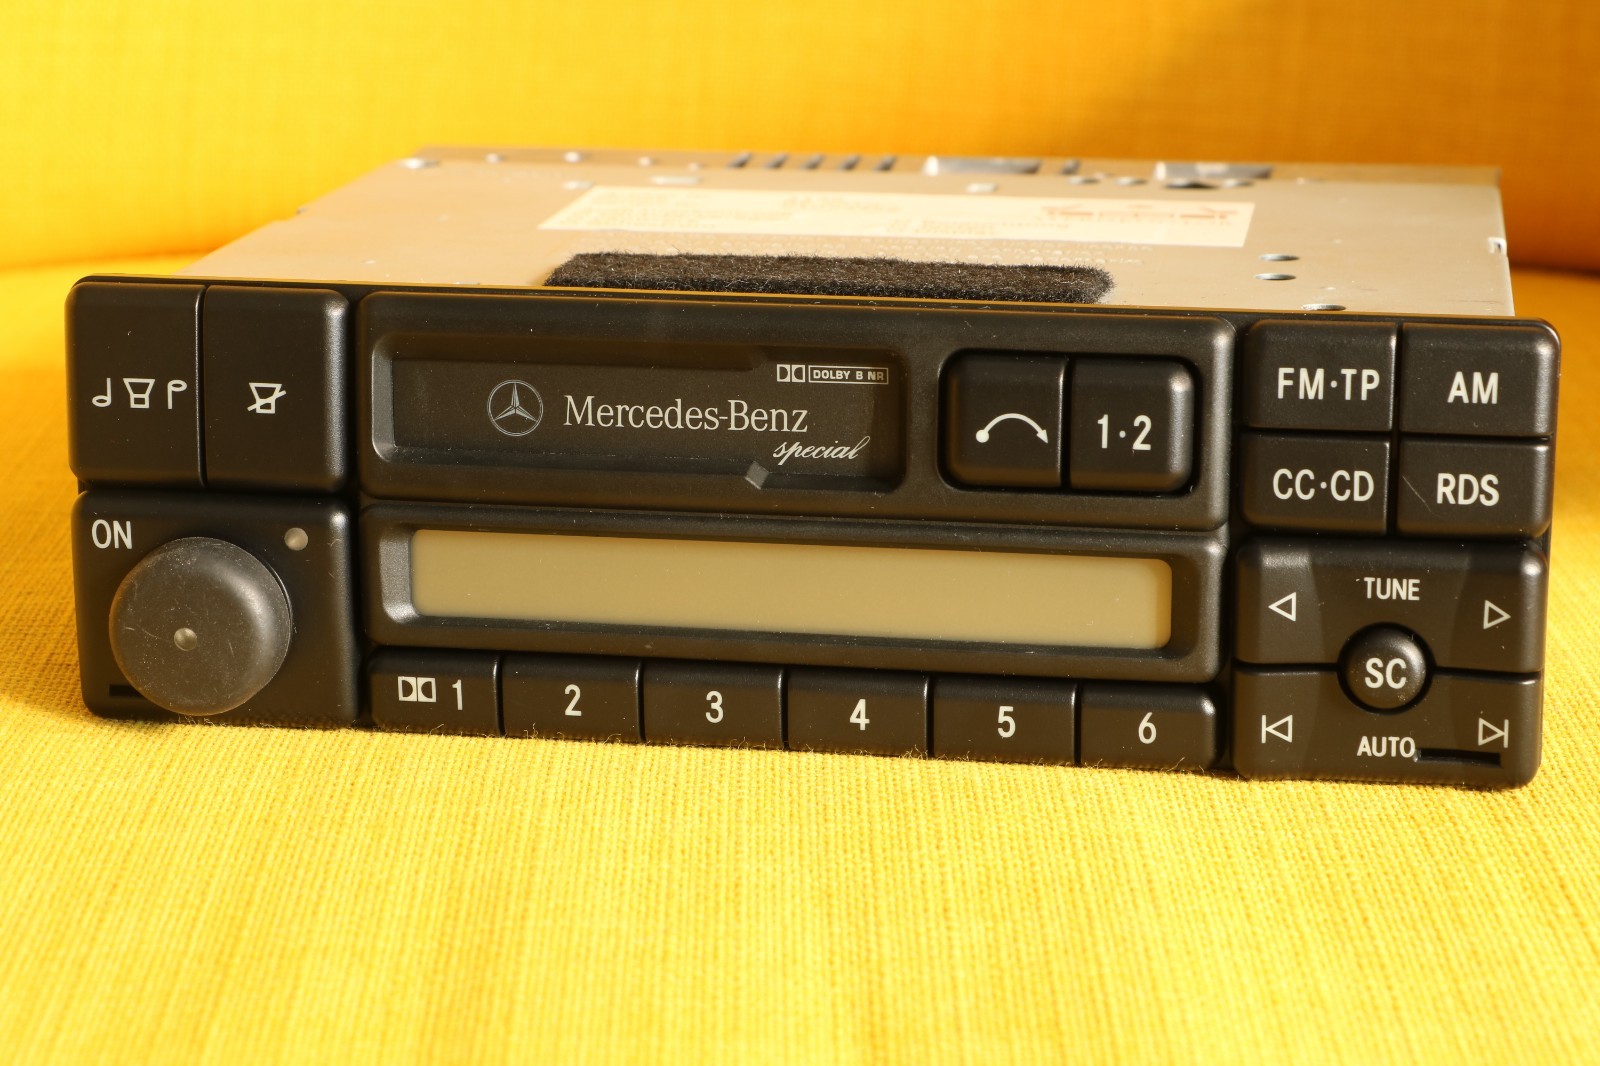 DOLBY B NR
Mercedes-Benz
special
1·2
FM·TP
AM
CC·CD
RDS
ON
TUNE
SC
AUTO
1
2
3
4
5
6